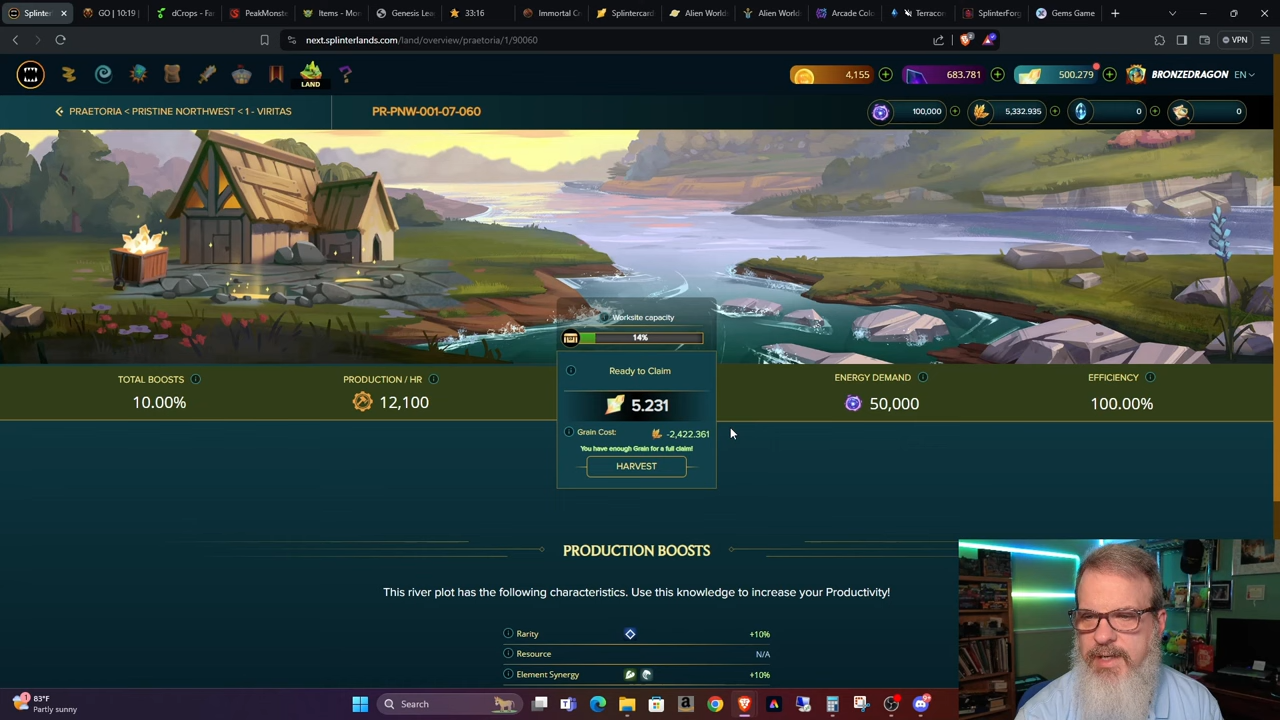 Splinter
GO | 10:19
dCrops - Far
PeakMonste
Items - Mon
Genesis Lea
33:16
Immortal Cr
Splintercard
Alien World
Alien World
Arcade Colo
Terracor
SplinterForg
Gems Game
next.splinterlands.com/land/overview/praetoria/1/90060
VPN
LAND
4,155
683.781
500.279
BRONZEDRAGON
EN
PRAETORIA < PRISTINE NORTHWEST < 1 - VIRITAS
PR-PNW-001-07-060
100,000
5,332.935
0
0
Worksite capacity
14%
Ready to Claim
5.231
Grain Cost:
-2,422.361
You have enough Grain for a full claim!
HARVEST
TOTAL BOOSTS
10.00%
PRODUCTION / HR
12,100
ENERGY DEMAND
50,000
EFFICIENCY
100.00%
PRODUCTION BOOSTS
This river plot has the following characteristics. Use this knowledge to increase your Productivity!
Rarity
+10%
Resource
N/A
Element Synergy
+10%
83°F
Partly sunny
Search